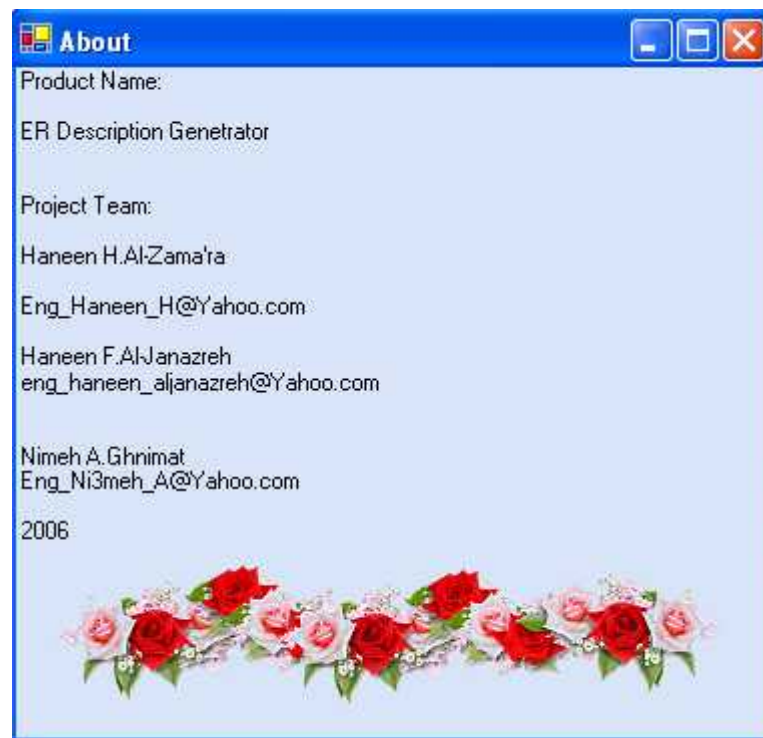 About
Product Name:
ER Description Genetrator
Project Team:
Haneen H.Al-Zama'ra
Eng_Haneen_H@Yahoo.com
Haneen F.Al-Janazreh
eng_haneen_aljanazreh@Yahoo.com
Nimeh A.Ghnimat
Eng_Ni3meh_A@Yahoo.com
2006